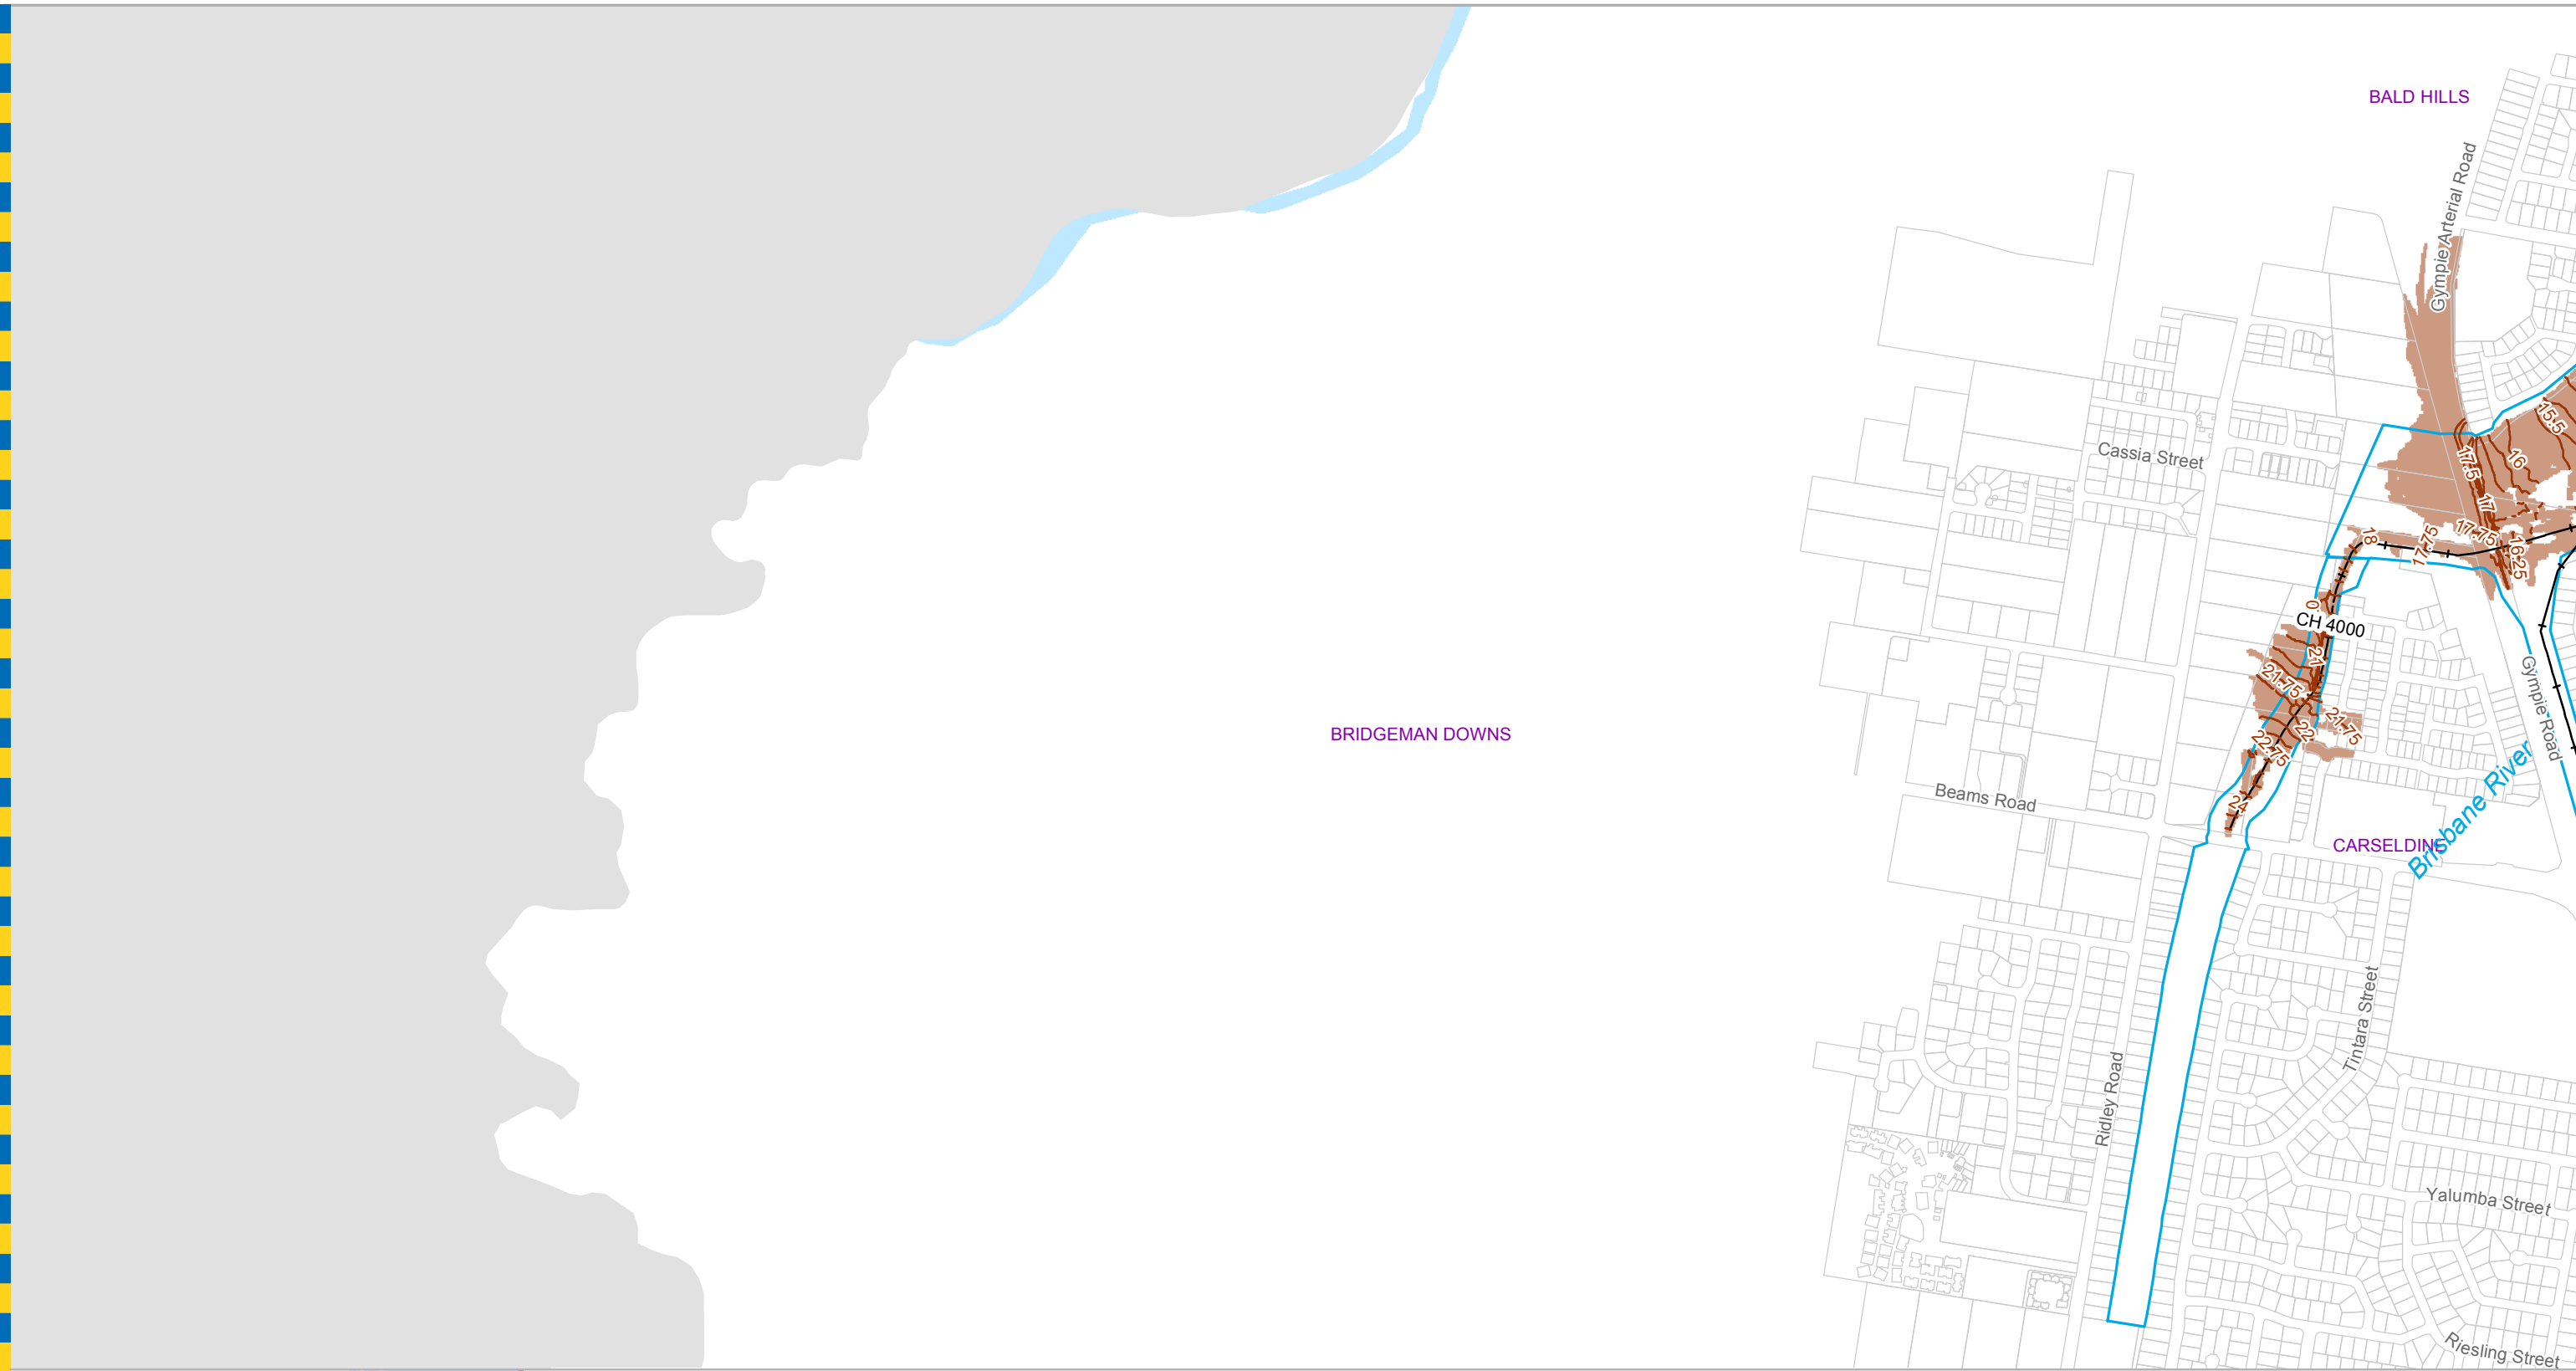 BALD HILLS
Gympie Arterial Road
15.5
Cassia Street
17.5
16
17
18
17.75
17.75
16.25
0
CH 4000
21
21.75
21.75
22
22.75
Gympie Road
BRIDGEMAN DOWNS
Beams Road
24
Brisbane River
CARSELDINE
Tintara Street
Ridley Road
Yalumba Street
Riesling Street